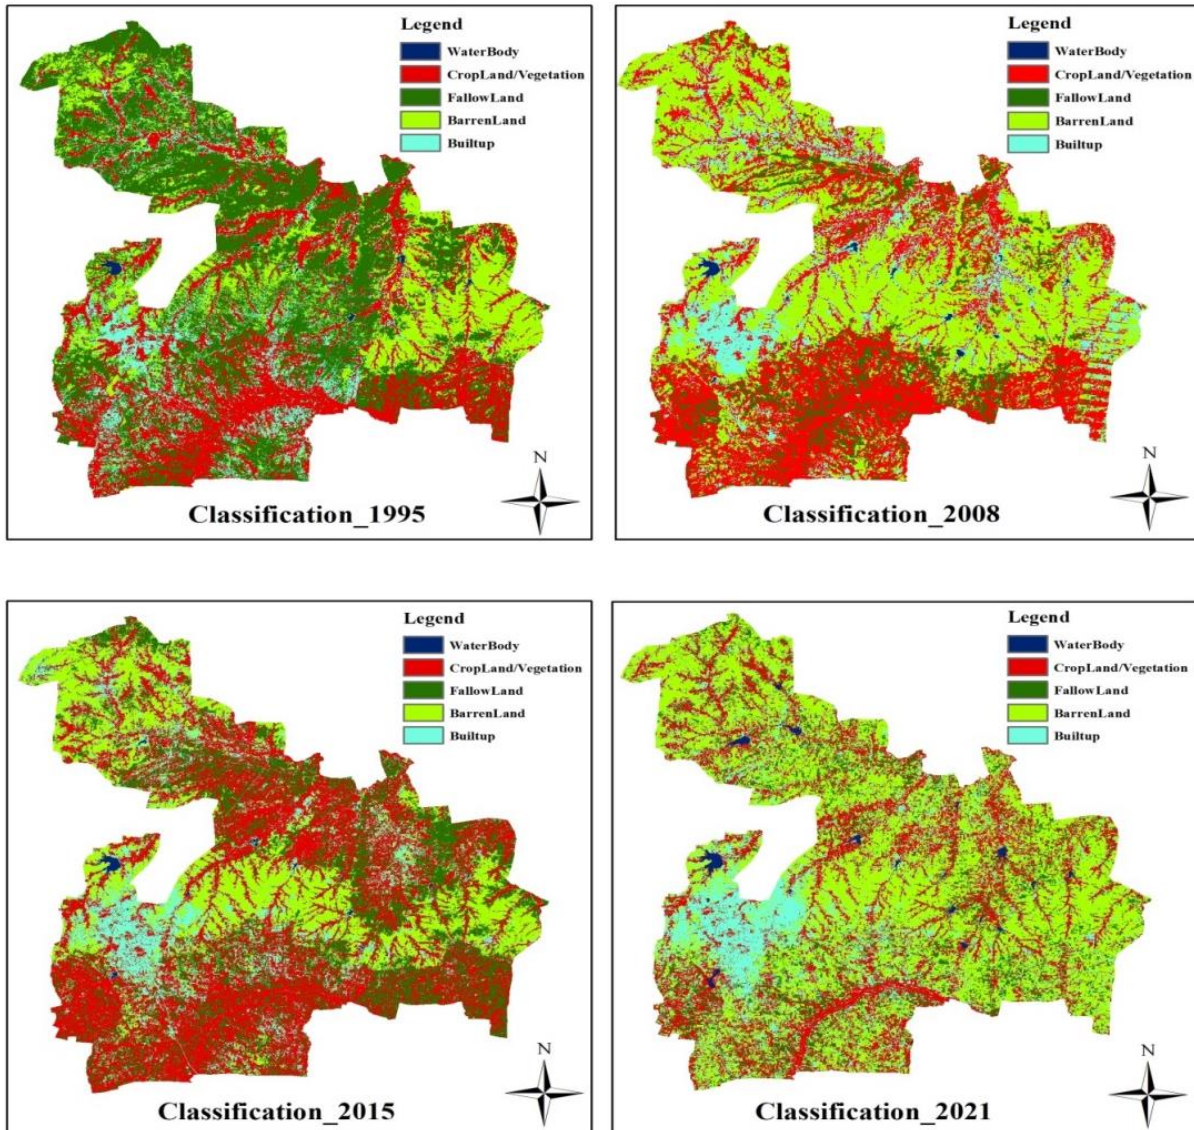 Legend
WaterBody
CropLand/Vegetation
FallowLand
BarrenLand
Builtup
N
Classification_1995
Legend
WaterBody
CropLand/Vegetation
FallowLand
BarrenLand
Builtup
N
Classification_2008
Legend
WaterBody
CropLand/Vegetation
FallowLand
BarrenLand
Builtup
N
Classification_2015
Legend
WaterBody
CropLand/Vegetation
FallowLand
BarrenLand
Builtup
N
Classification_2021